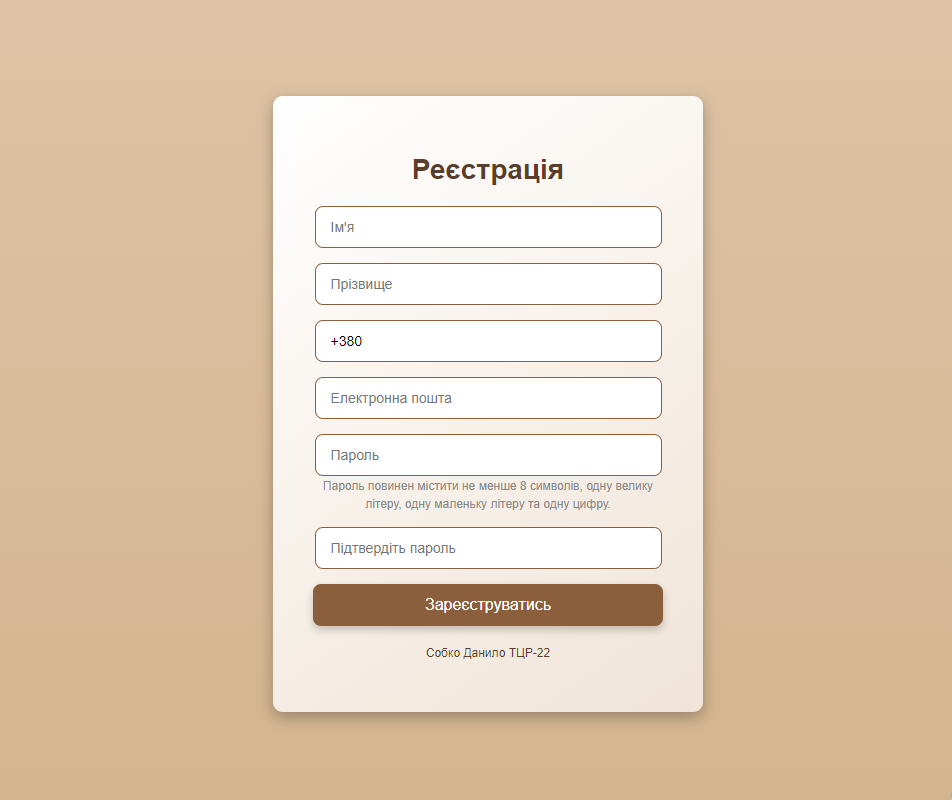 Реєстрація
Ім'я
Прізвище
+380
Електронна пошта
Пароль
Пароль повинен містити не менше 8 символів, одну велику
літеру, одну маленьку літеру та одну цифру.
Підтвердіть пароль
Зареєструватись
Собко Данило ТЦР-22